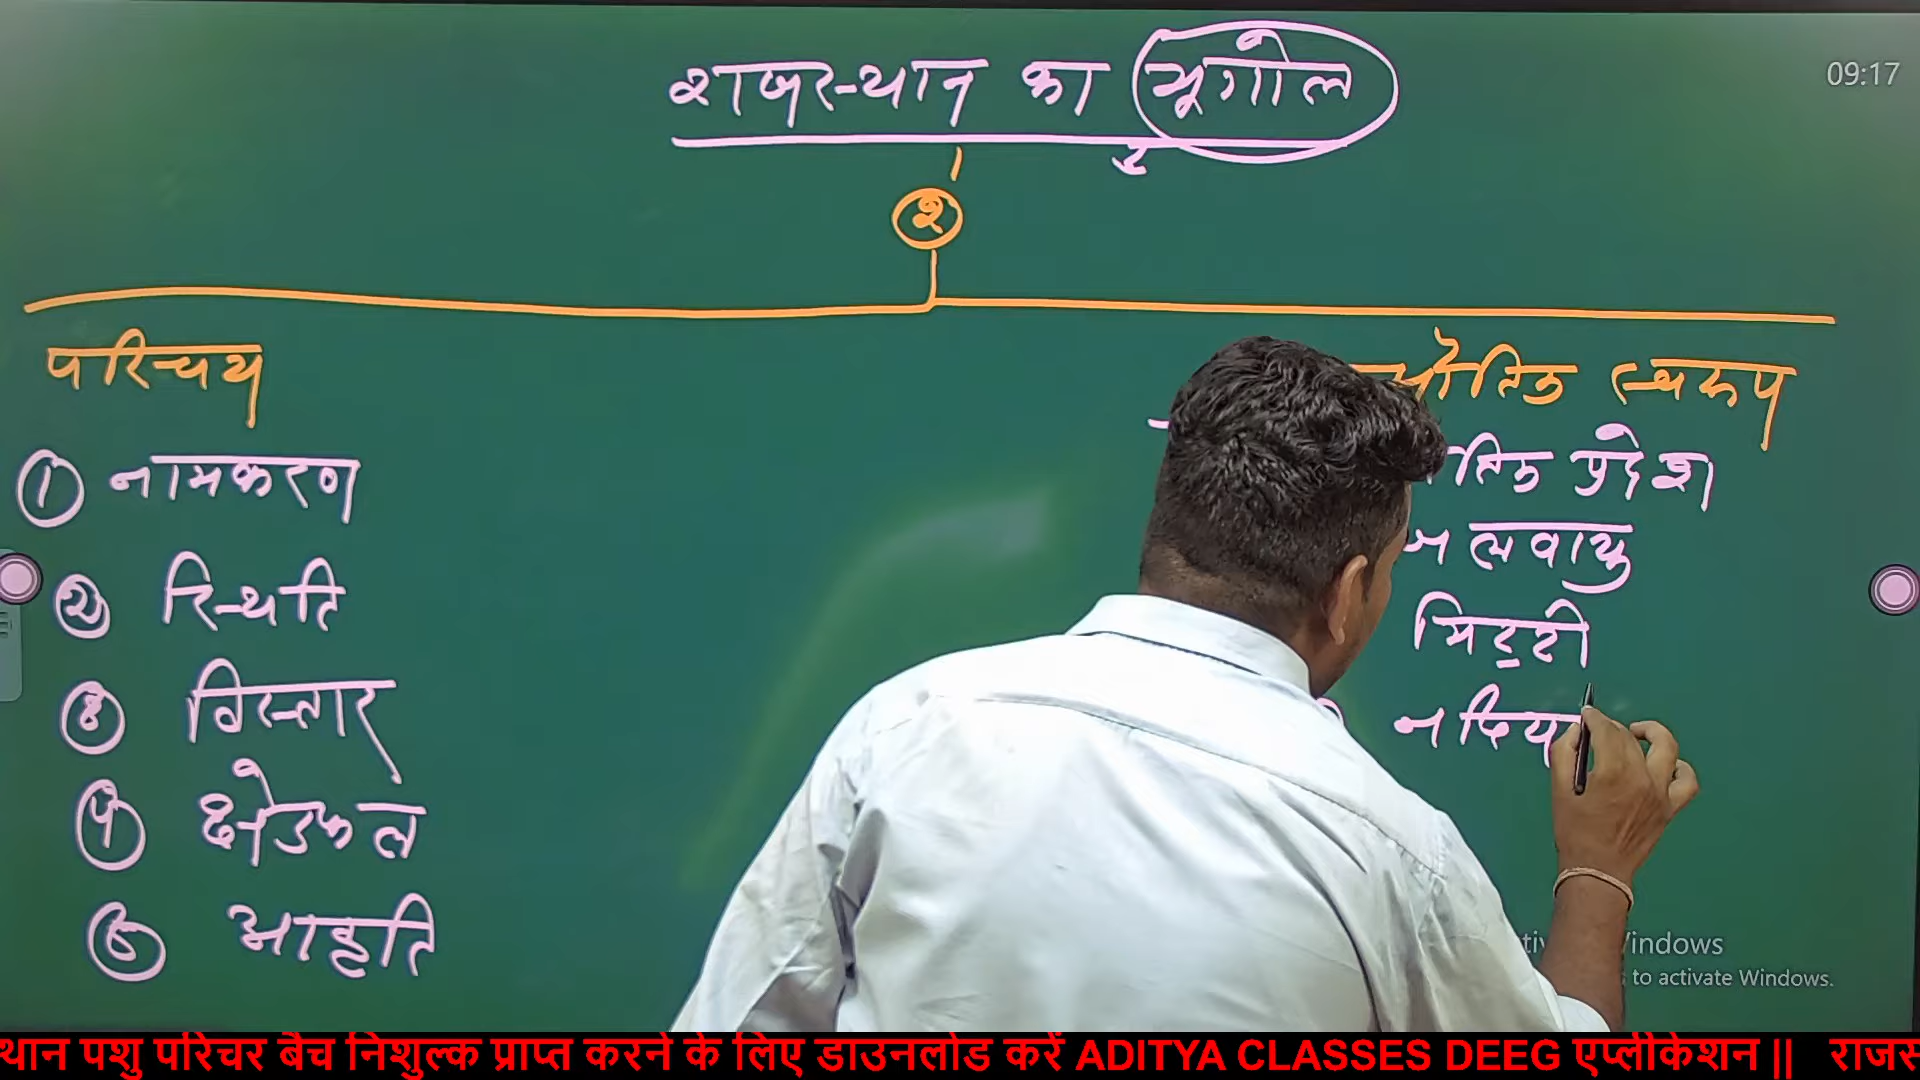 राजस्थान का भूगोल
09:17
२
परिचय
भौतिक स्वरूप
① नामकरण
② स्थिति
③ विस्तार
④ क्षेत्रफल
⑤ आकृति
प्रदेश
जलवायु
मिट्टी
नदिया
Windows
to activate Windows.
थान पशु परिचर बैच निशुल्क प्राप्त करने के लिए डाउनलोड करें ADITYA CLASSES DEEG एप्लीकेशन || राजस